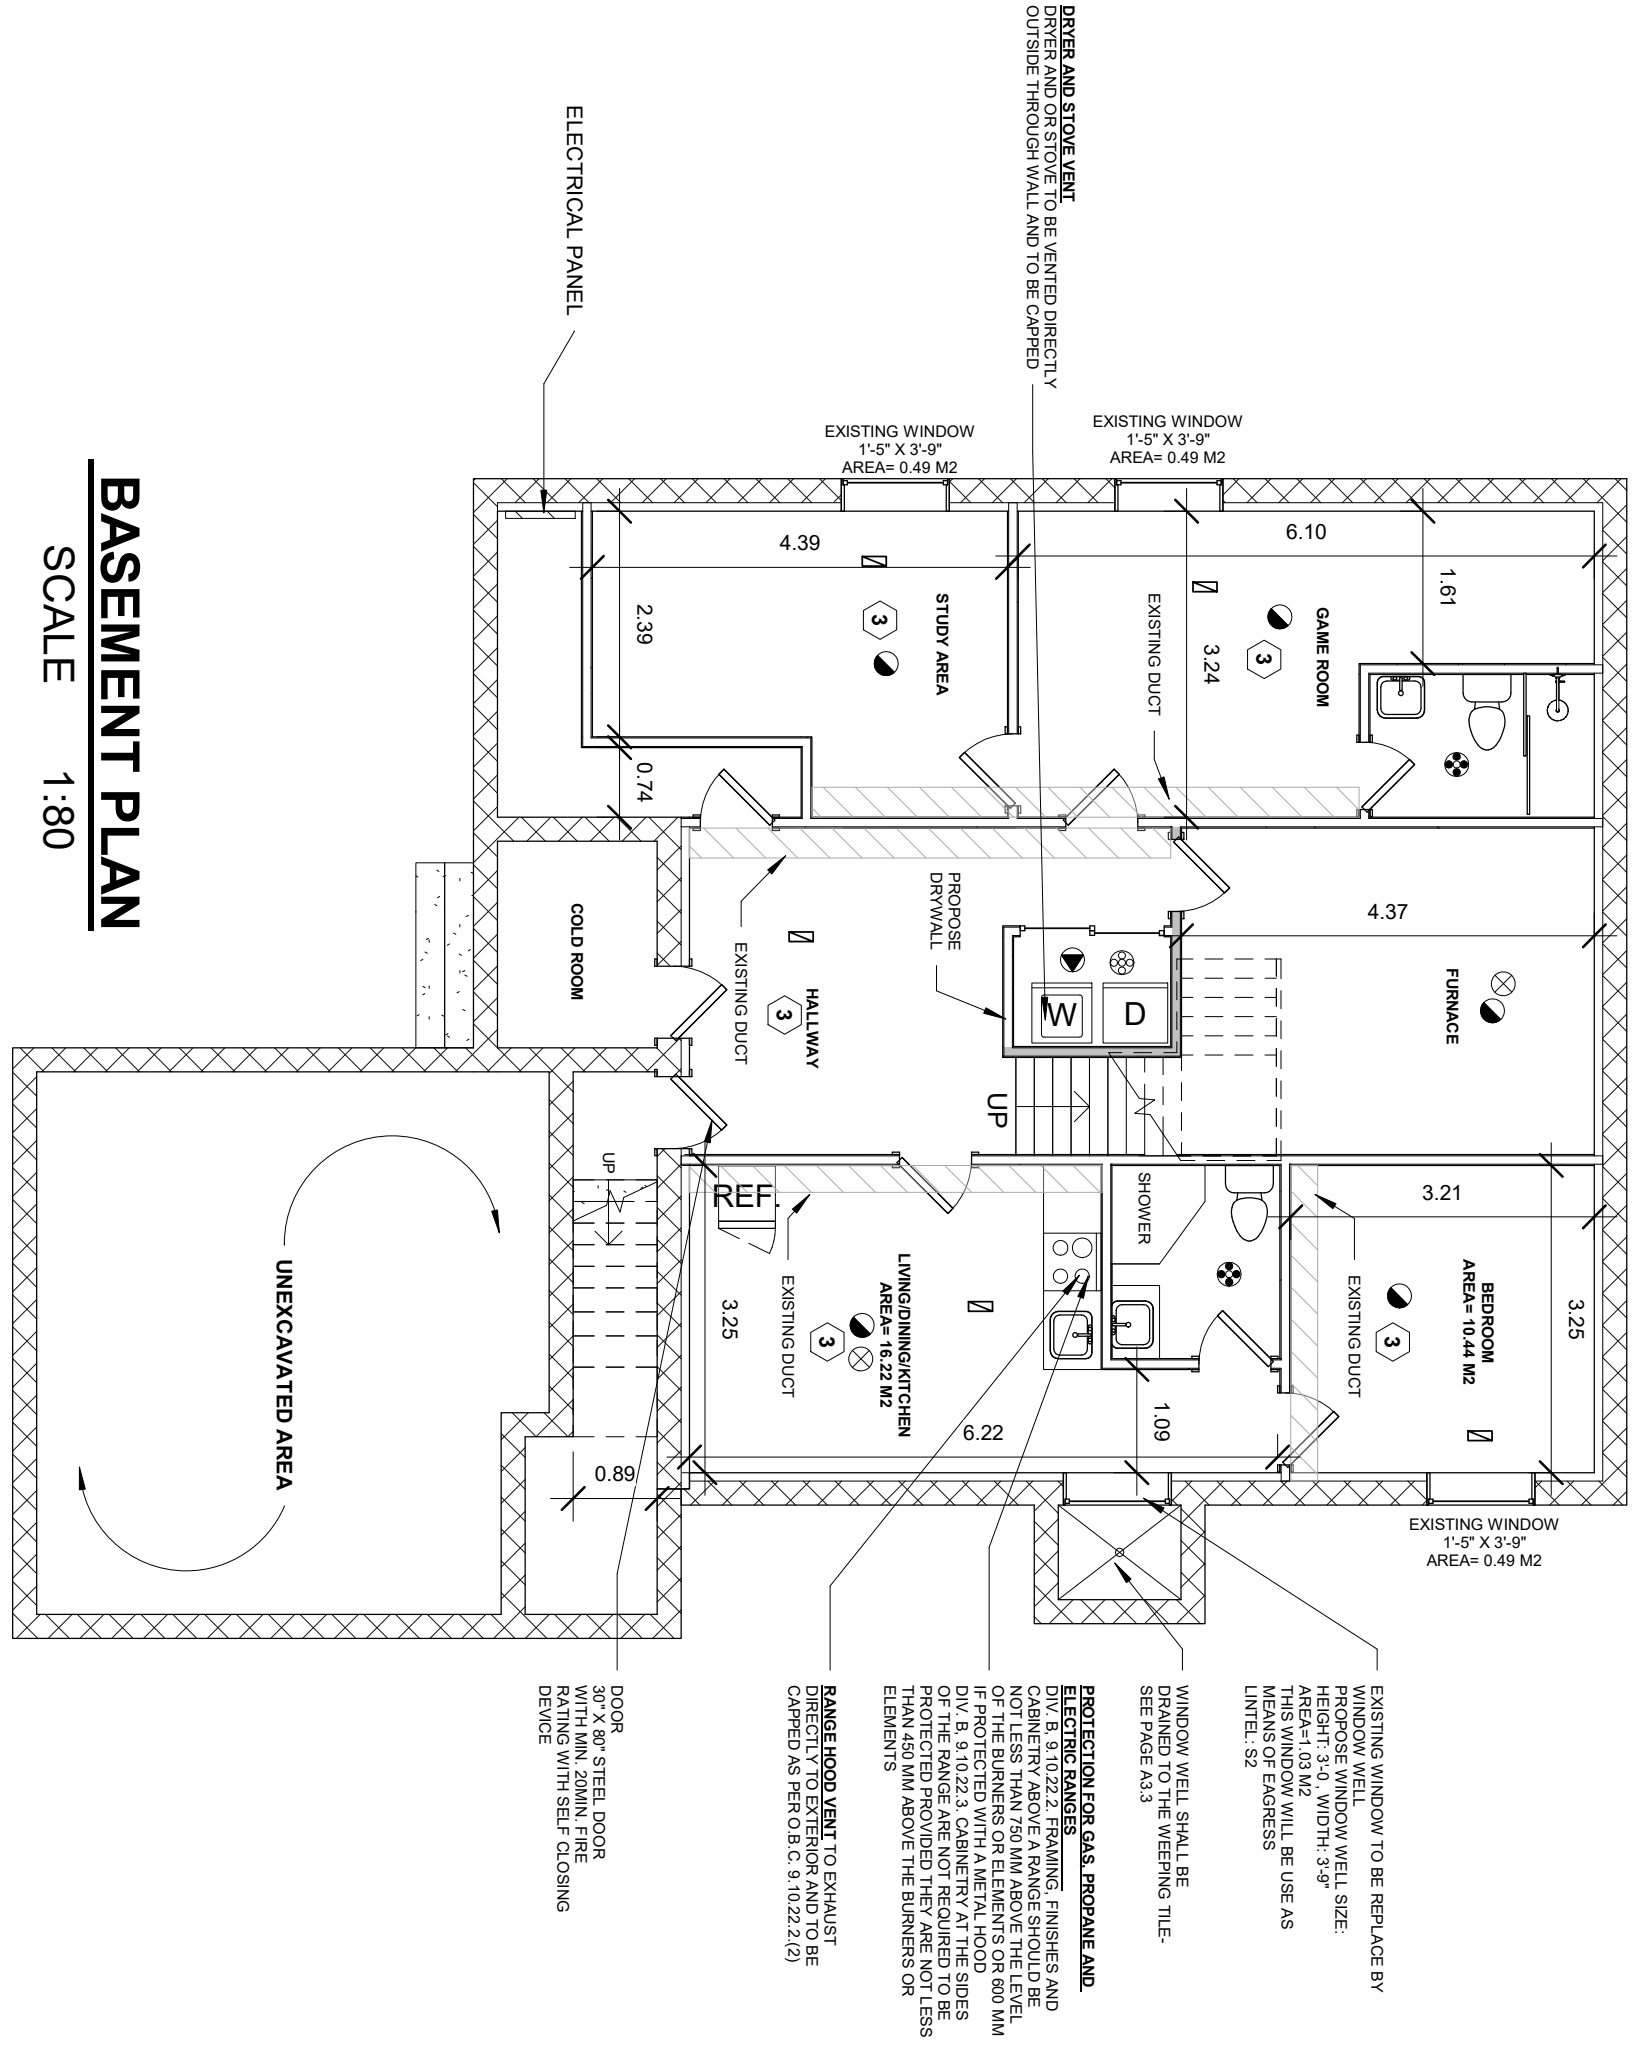 DRYER AND STOVE VENT
DRYER AND OR STOVE TO BE VENTED DIRECTLY
OUTSIDE THROUGH WALL AND TO BE CAPPED
ELECTRICAL PANEL
EXISTING WINDOW
1'-5" X 3'-9"
AREA= 0.49 M2
EXISTING WINDOW
1'-5" X 3'-9"
AREA= 0.49 M2
6.10
1.61
4.39
2.39
STUDY AREA
3
EXISTING DUCT
3.24
GAME ROOM
3
0.74
4.37
FURNACE
PROPOSE
DRYWALL
W
D
COLD ROOM
EXISTING DUCT
HALLWAY
3
UP
UP
REF.
SHOWER
3.21
3.25
BEDROOM
AREA= 10.44 M2
3
EXISTING DUCT
3.25
EXISTING DUCT
LIVING/DINING/KITCHEN
AREA= 16.22 M2
3
6.22
1.09
0.89
UNEXCAVATED AREA
EXISTING WINDOW
1'-5" X 3'-9"
AREA= 0.49 M2
EXISTING WINDOW TO BE REPLACE BY
WINDOW WELL
PROPOSE WINDOW WELL SIZE:
HEIGHT: 3'-0 , WIDTH: 3'-9"
AREA=1.03 M2
THIS WINDOW WILL BE USE AS
MEANS OF EAGRESS
LINTEL: S2
WINDOW WELL SHALL BE
DRAINED TO THE WEEPING TILE-
SEE PAGE A3.3
PROTECTION FOR GAS, PROPANE AND
ELECTRIC RANGES
DIV. B, 9.10.22.2. FRAMING, FINISHES AND
CABINETRY ABOVE A RANGE SHOULD BE
NOT LESS THAN 750 MM ABOVE THE LEVEL
OF THE BURNERS OR ELEMENTS OR 600 MM
IF PROTECTED WITH A METAL HOOD
DIV. B, 9.10.22.3. CABINETRY AT THE SIDES
OF THE RANGE ARE NOT REQUIRED TO BE
PROTECTED PROVIDED THEY ARE NOT LESS
THAN 450 MM ABOVE THE BURNERS OR
ELEMENTS
RANGE HOOD VENT TO EXHAUST
DIRECTLY TO EXTERIOR AND TO BE
CAPPED AS PER O.B.C. 9.10.22.2.(2)
DOOR
30" X 80" STEEL DOOR
WITH MIN. 20MIN. FIRE
RATING WITH SELF CLOSING
DEVICE
BASEMENT PLAN
SCALE 1:80